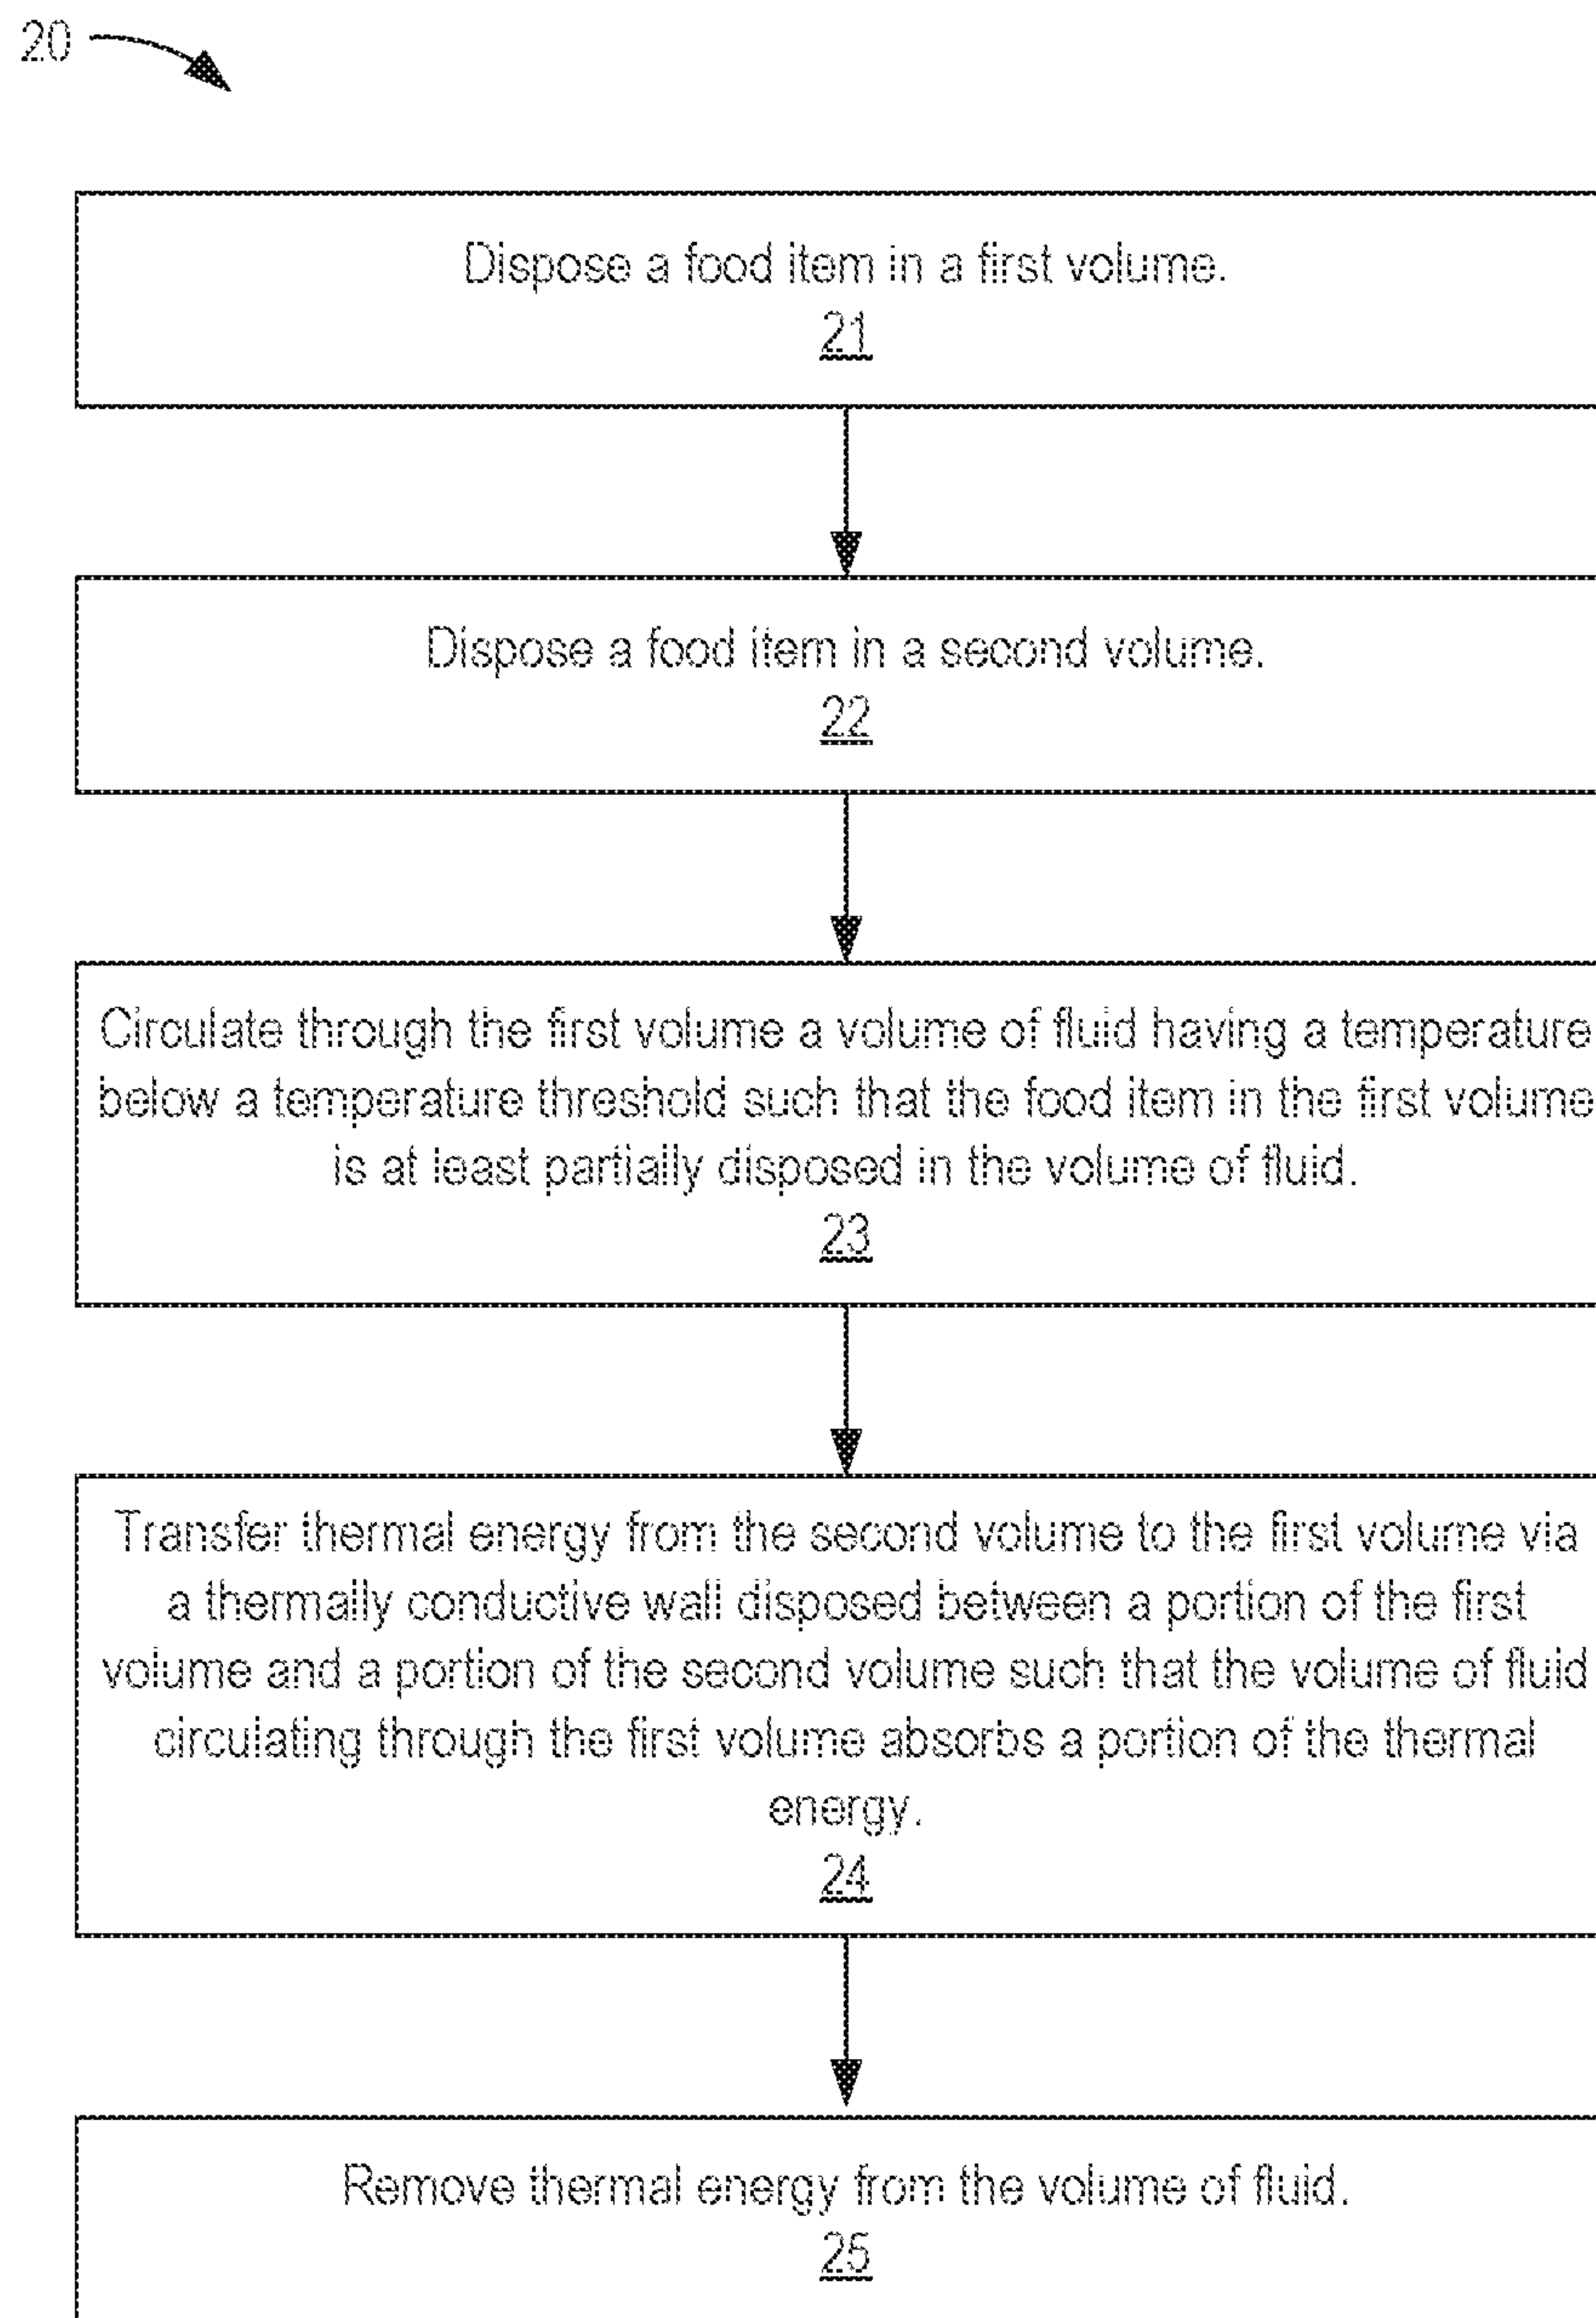 20
Dispose a food item in a first volume.
21
Dispose a food item in a second volume.
22
Circulate through the first volume a volume of fluid having a temperature
below a temperature threshold such that the food item in the first volume
is at least partially disposed in the volume of fluid.
23
Transfer thermal energy from the second volume to the first volume via
a thermally conductive wall disposed between a portion of the first
volume and a portion of the second volume such that the volume of fluid
circulating through the first volume absorbs a portion of the thermal
energy.
24
Remove thermal energy from the volume of fluid.
25